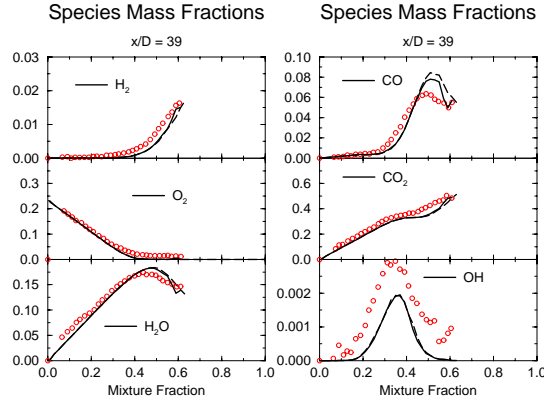 Species Mass Fractions
x/D = 39
0.03
0.02
0.01
0.00
H2
0.3
0.2
0.1
0.0
O2
0.15
0.10
0.05
0.00
H2O
0.0 0.2 0.4 0.6 0.8 1.0
Mixture Fraction
Species Mass Fractions
x/D = 39
0.10
0.08
0.06
0.04
0.02
0.00
CO
0.6
0.4
0.2
0.0
CO2
0.002
0.001
0.000
OH
0.0 0.2 0.4 0.6 0.8 1.0
Mixture Fraction